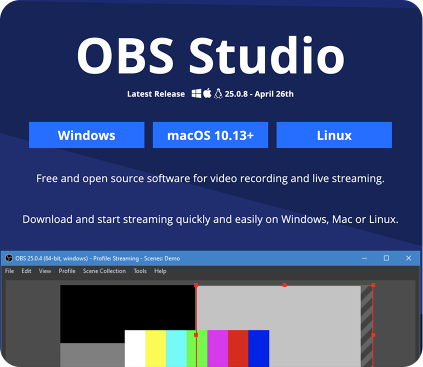 OBS Studio
Latest Release 25.0.8 - April 26th
Windows macOS 10.13+ Linux
Free and open source software for video recording and live streaming.
Download and start streaming quickly and easily on Windows, Mac or Linux.
OBS 25.0.4 (64-bit, windows) - Profile: Streaming - Scenes: Demo
File Edit View Profile Scene Collection Tools Help